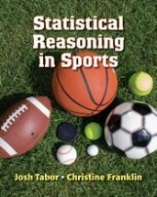 Statistical
Reasoning
in Sports
Josh Tabor • Christine Franklin